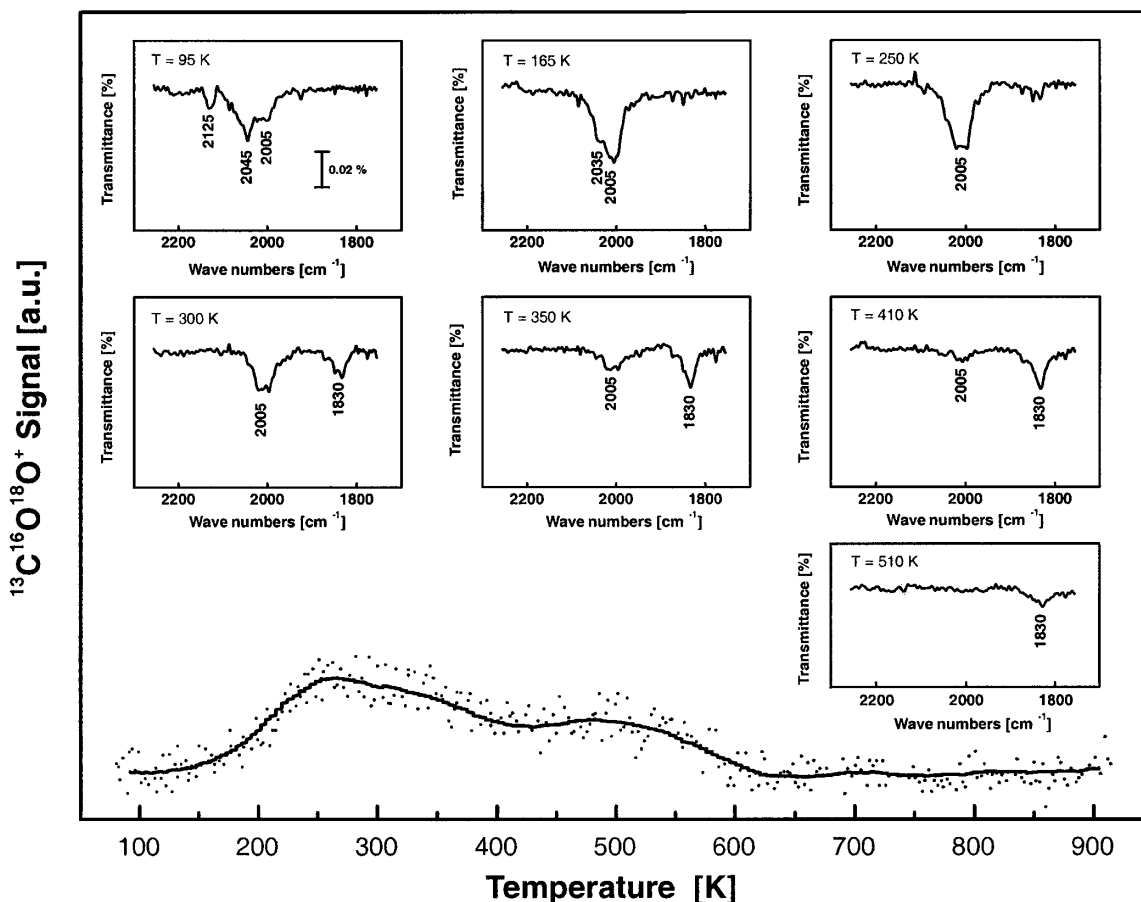 T = 95 K
Transmittance [%]
2125
2045
2005
0.02 %
2200 2000 1800
Wave numbers [cm⁻¹]
T = 165 K
Transmittance [%]
2035
2005
2200 2000 1800
Wave numbers [cm⁻¹]
T = 250 K
Transmittance [%]
2005
2200 2000 1800
Wave numbers [cm⁻¹]
T = 300 K
Transmittance [%]
2005
1830
2200 2000 1800
Wave numbers [cm⁻¹]
T = 350 K
Transmittance [%]
2005
1830
2200 2000 1800
Wave numbers [cm⁻¹]
T = 410 K
Transmittance [%]
2005
1830
2200 2000 1800
Wave numbers [cm⁻¹]
T = 510 K
Transmittance [%]
1830
2200 2000 1800
Wave numbers [cm⁻¹]
¹³C¹⁶O¹⁸O⁺ Signal [a.u.]
100 200 300 400 500 600 700 800 900
Temperature [K]